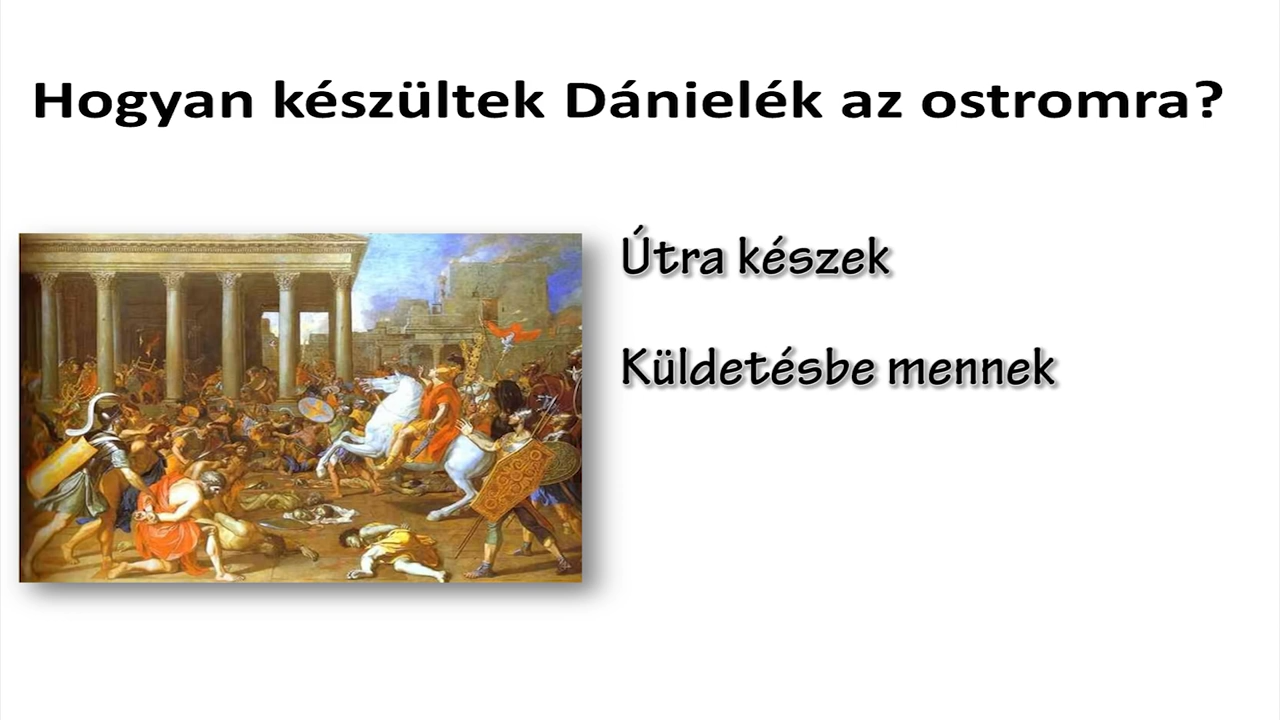 Hogyan készültek Dánielék az ostromra?
Útra készek
Küldetésbe mennek